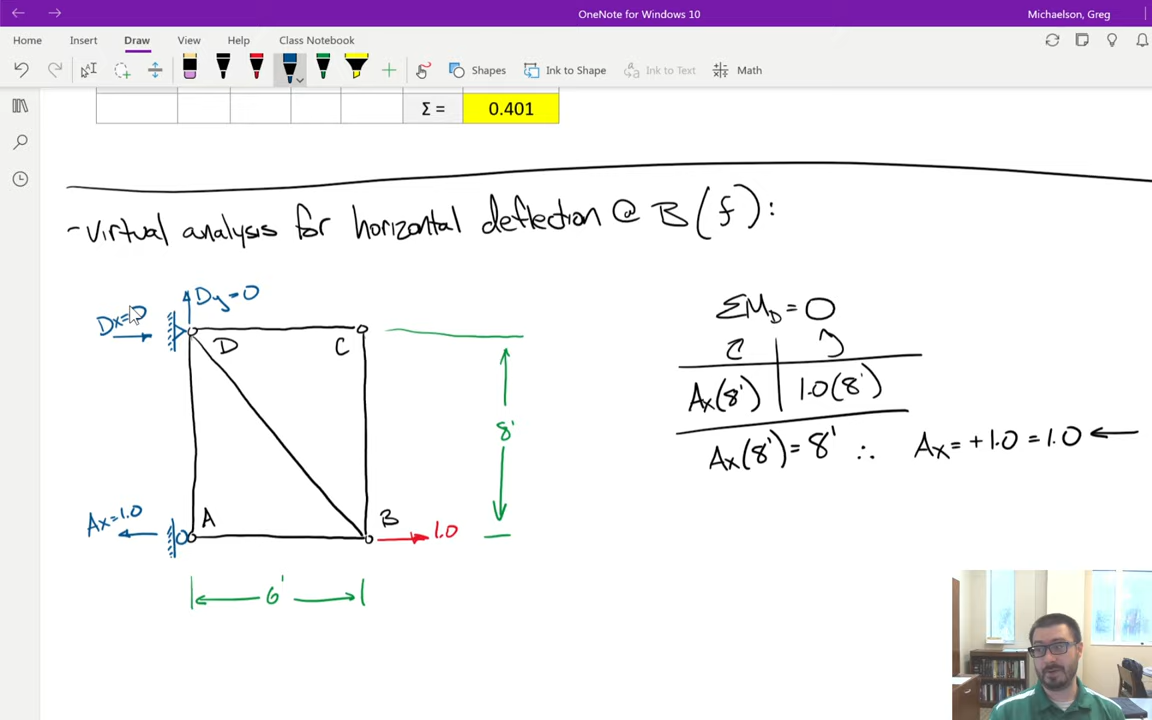 OneNote for Windows 10
Michaelson, Greg
Home Insert Draw View Help Class Notebook
Shapes Ink to Shape Ink to Text Math
Σ = 0.401
-virtual analysis for horizontal deflection @ B (f):
Dy=0
Dx=0
D C
8'
Ax=1.0 A B 1.0
6'
ΣM_D = 0
Ax(8') 1.0(8')
Ax(8')=8' ∴ Ax=+1.0=1.0 ←